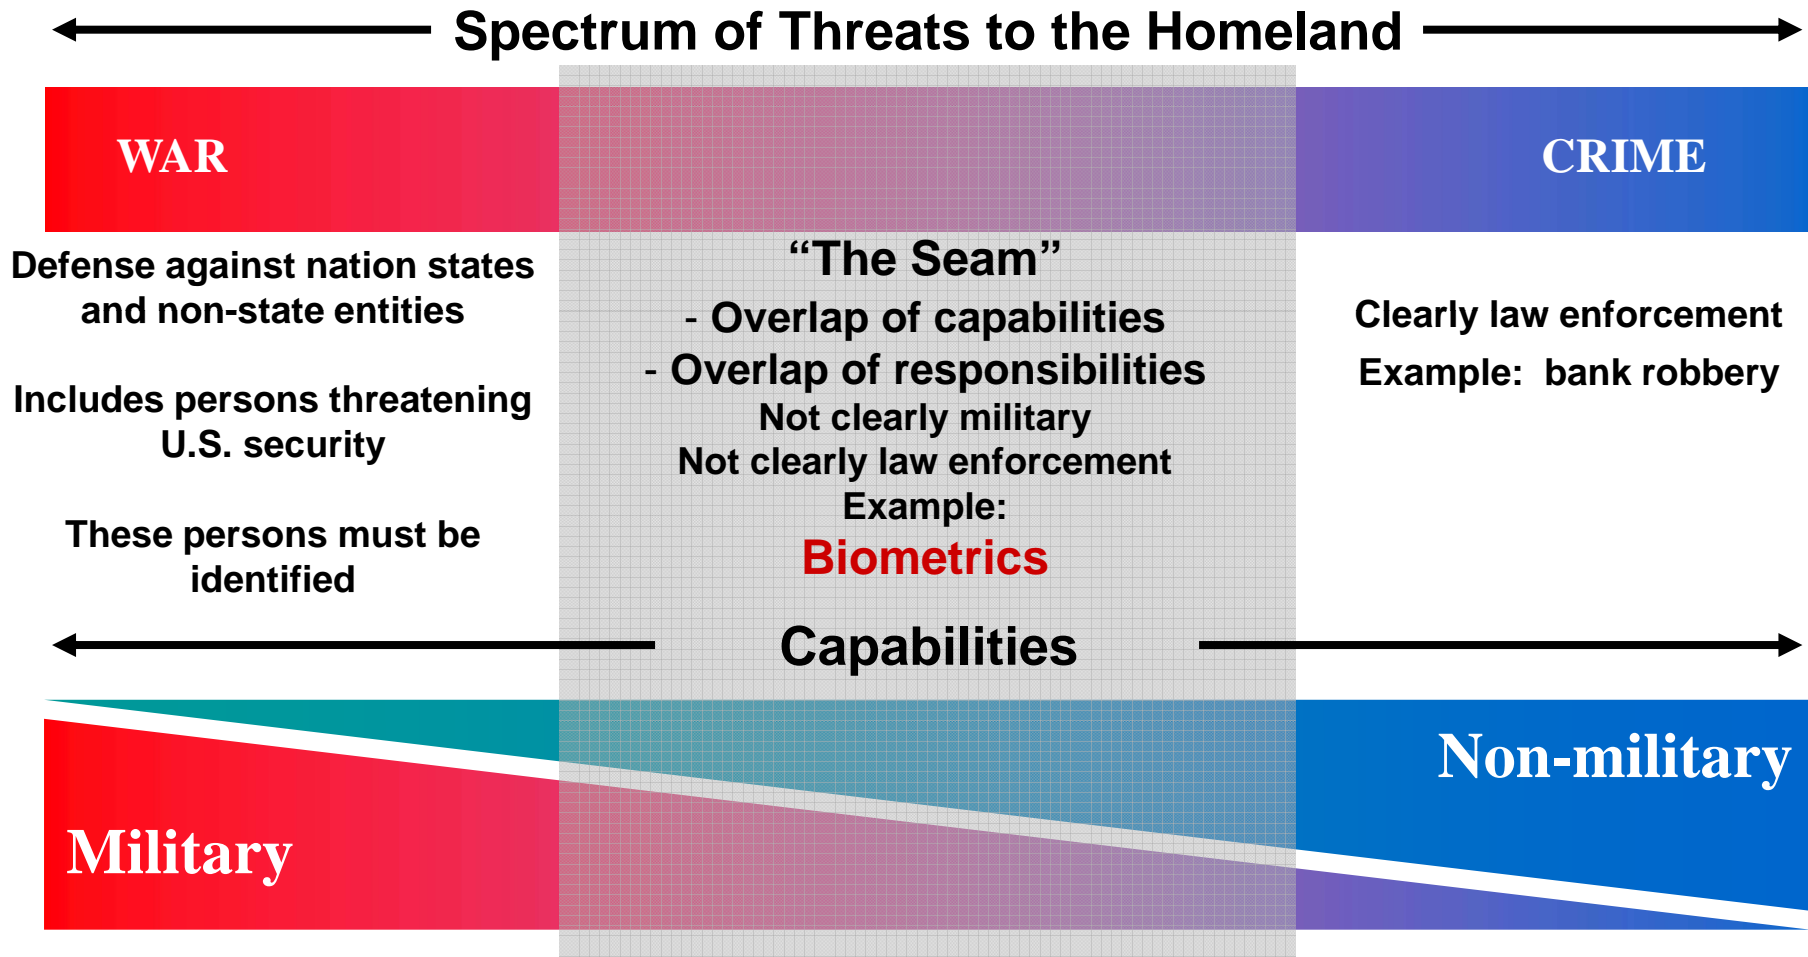 Spectrum of Threats to the Homeland
WAR
CRIME
Defense against nation states
and non-state entities
Includes persons threatening
U.S. security
These persons must be
identified
“The Seam”
- Overlap of capabilities
- Overlap of responsibilities
Not clearly military
Not clearly law enforcement
Example:
Biometrics
Clearly law enforcement
Example:  bank robbery
Capabilities
Non-military
Military